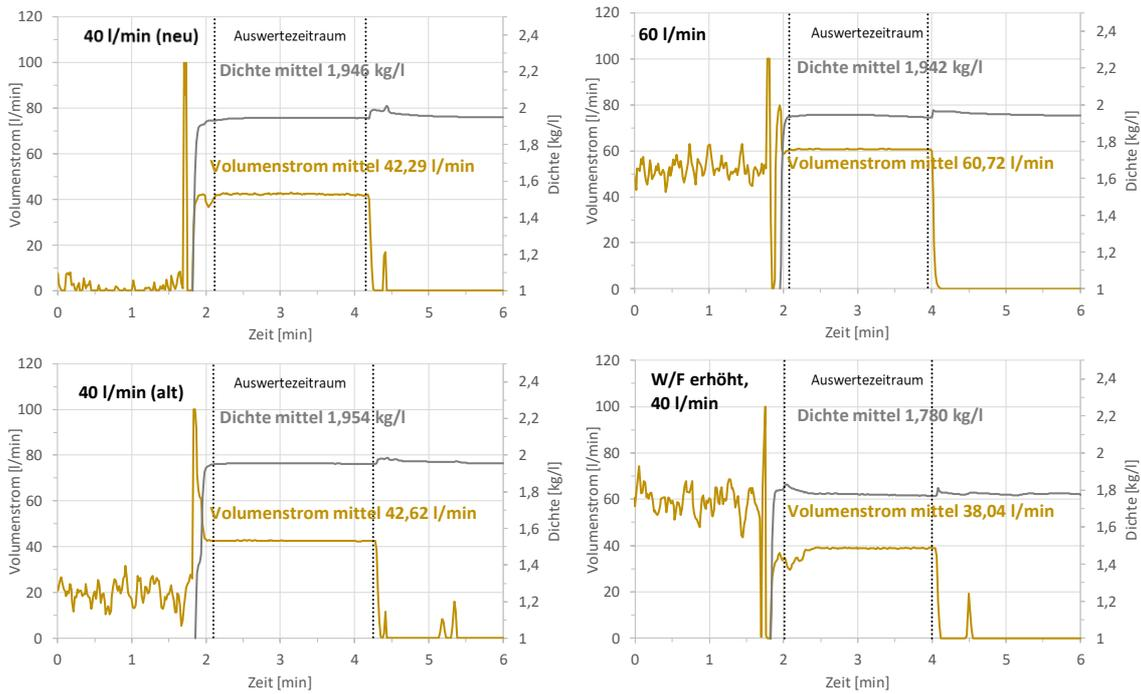 40 l/min (neu)
Auswertezeitraum
Dichte mittel 1,946 kg/l
Volumenstrom mittel 42,29 l/min
Volumenstrom [l/min]
120
100
80
60
40
20
0
2,4
2,2
2
1,8
1,6
1,4
1,2
1
Dichte [kg/l]
0 1 2 3 4 5 6
Zeit [min]
60 l/min
Auswertezeitraum
Dichte mittel 1,942 kg/l
Volumenstrom mittel 60,72 l/min
Volumenstrom [l/min]
120
100
80
60
40
20
0
2,4
2,2
2
1,8
1,6
1,4
1,2
1
Dichte [kg/l]
0 1 2 3 4 5 6
Zeit [min]
40 l/min (alt)
Auswertezeitraum
Dichte mittel 1,954 kg/l
Volumenstrom mittel 42,62 l/min
Volumenstrom [l/min]
120
100
80
60
40
20
0
2,4
2,2
2
1,8
1,6
1,4
1,2
1
Dichte [kg/l]
0 1 2 3 4 5 6
Zeit [min]
W/F erhöht,
40 l/min
Auswertezeitraum
Dichte mittel 1,780 kg/l
Volumenstrom mittel 38,04 l/min
Volumenstrom [l/min]
120
100
80
60
40
20
0
2,4
2,2
2
1,8
1,6
1,4
1,2
1
Dichte [kg/l]
0 1 2 3 4 5 6
Zeit [min]